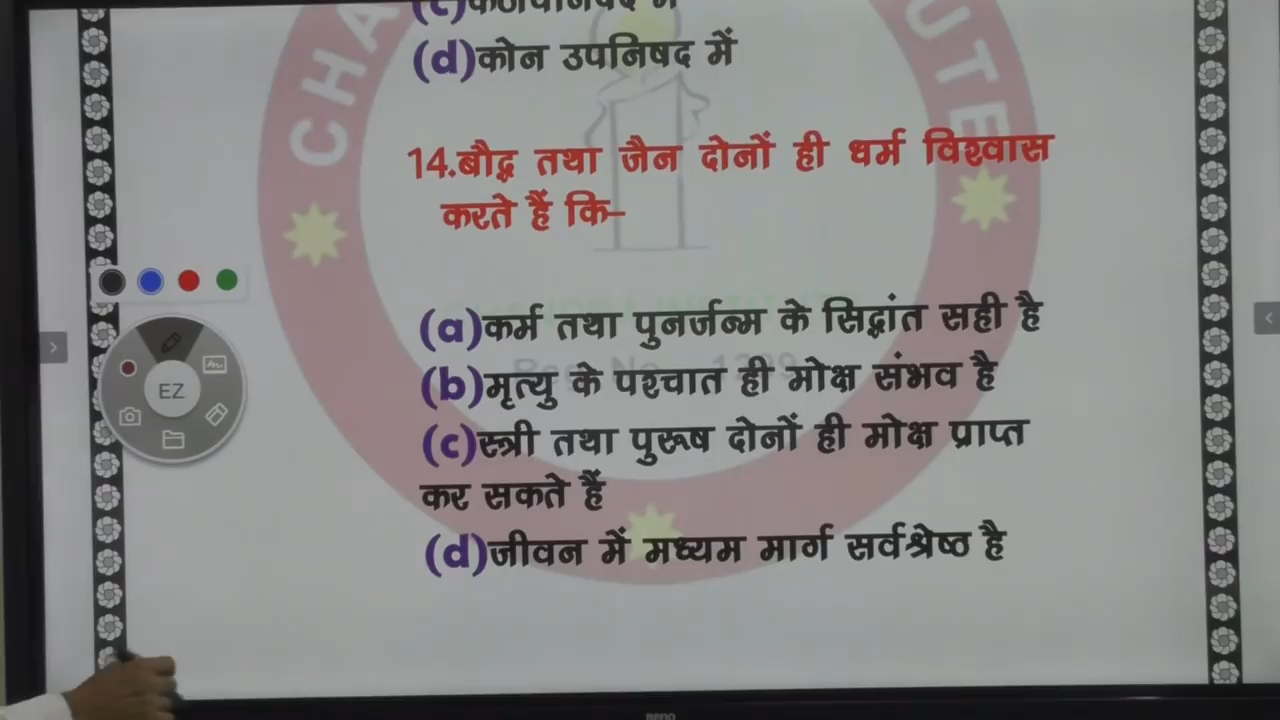 (d)कोन उपनिषद में
14.बौद्ध तथा जैन दोनों ही धर्म विश्वास
करते हैं कि-
(a)कर्म तथा पुनर्जन्म के सिद्धांत सही है
(b)मृत्यु के पश्चात ही मोक्ष संभव है
(c)स्त्री तथा पुरूष दोनों ही मोक्ष प्राप्त
कर सकते हैं
(d)जीवन में मध्यम मार्ग सर्वश्रेष्ठ है
EZ
BenQ